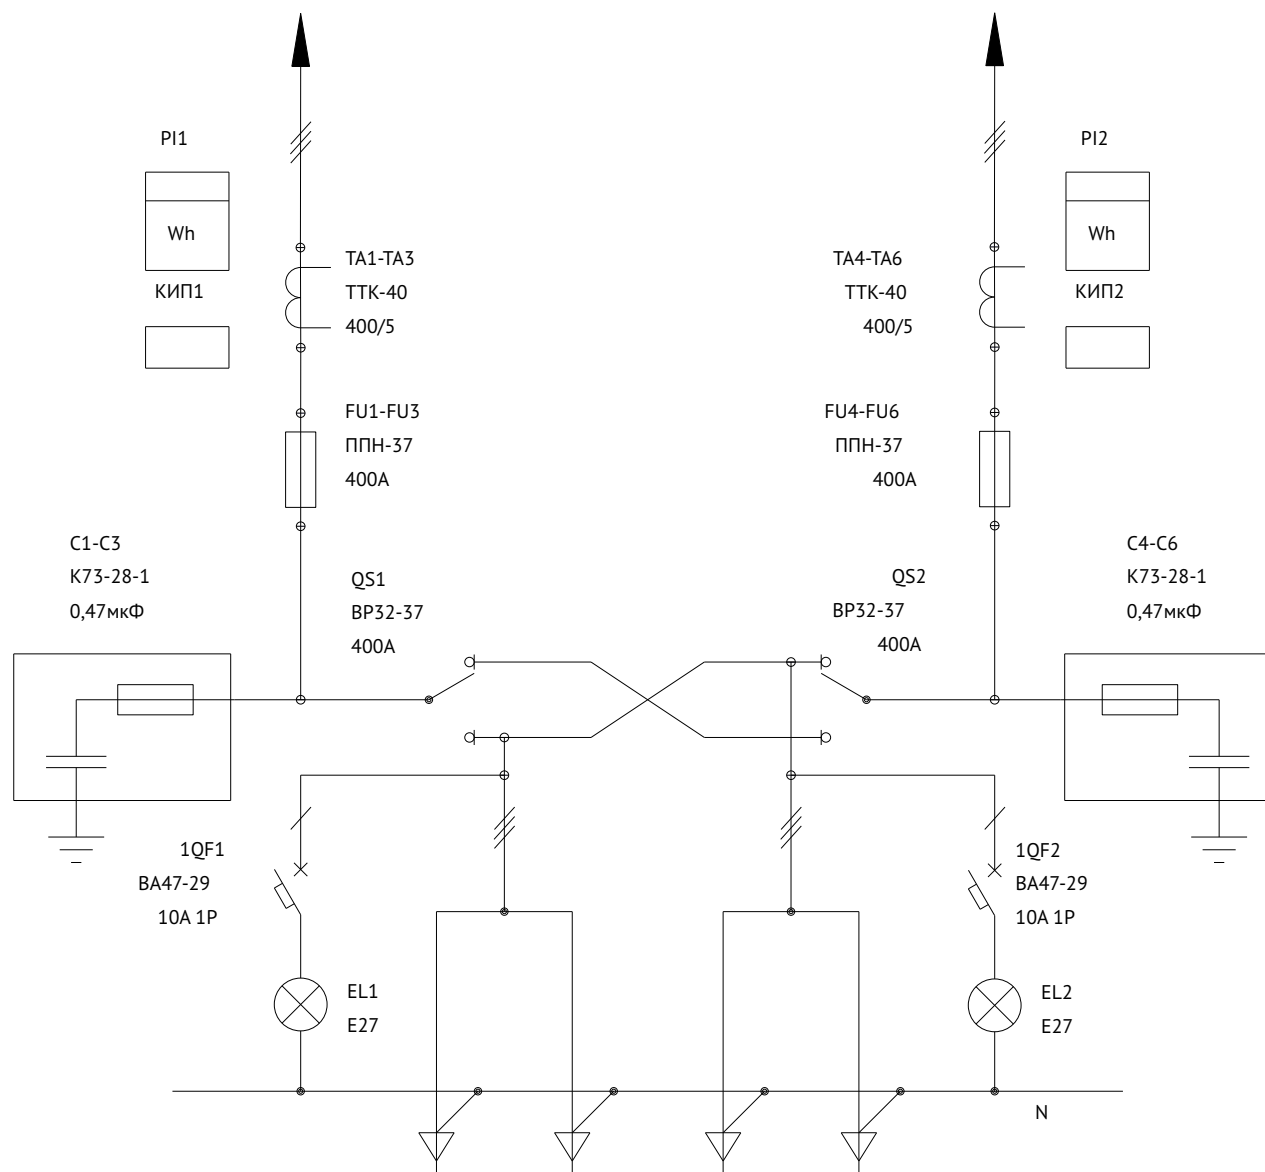 PI1
Wh
КИП1
TA1-TA3
ТТК-40
400/5
FU1-FU3
ППН-37
400А
C1-C3
К73-28-1
0,47мкФ
QS1
ВР32-37
400А
PI2
Wh
КИП2
TA4-TA6
ТТК-40
400/5
FU4-FU6
ППН-37
400А
C4-C6
К73-28-1
0,47мкФ
QS2
ВР32-37
400А
1QF1
ВА47-29
10А 1Р
EL1
E27
1QF2
ВА47-29
10А 1Р
EL2
E27
N